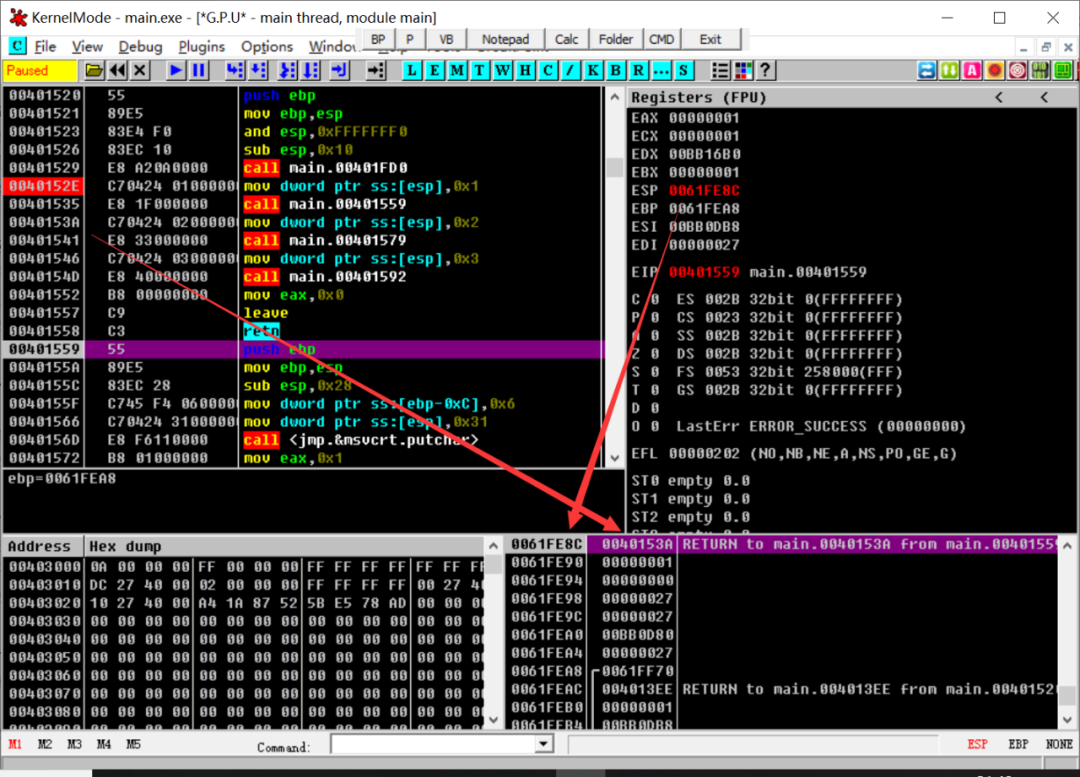 KernelMode - main.exe - [*G.P.U* - main thread, module main]
C File View Debug Plugins Options Window
BP P VB Notepad Calc Folder CMD Exit
Paused L E M T W H C / K B R ... S ?
00401520 55 push ebp
00401521 89E5 mov ebp,esp
00401523 83E4 F0 and esp,0xFFFFFFF0
00401526 83EC 10 sub esp,0x10
00401529 E8 A20A0000 call main.00401FD0
0040152E C70424 0100000 mov dword ptr ss:[esp],0x1
00401535 E8 1F000000 call main.00401559
0040153A C70424 0200000 mov dword ptr ss:[esp],0x2
00401541 E8 33000000 call main.00401579
00401546 C70424 0300000 mov dword ptr ss:[esp],0x3
0040154D E8 40000000 call main.00401592
00401552 B8 00000000 mov eax,0x0
00401557 C9 leave
00401558 C3 retn
00401559 55 push ebp
0040155A 89E5 mov ebp,esp
0040155C 83EC 28 sub esp,0x28
0040155F C745 F4 060000 mov dword ptr ss:[ebp-0xC],0x6
00401566 C70424 3100000 mov dword ptr ss:[esp],0x31
0040156D E8 F6110000 call <jmp.&msvcrt.putchar>
00401572 B8 01000000 mov eax,0x1
ebp=0061FEA8
Registers (FPU) < <
EAX 00000001
ECX 00000001
EDX 00BB16B0
EBX 00000001
ESP 0061FE8C
EBP 0061FEA8
ESI 00BB0DB8
EDI 00000027
EIP 00401559 main.00401559
C 0 ES 002B 32bit 0(FFFFFFFF)
P 0 CS 0023 32bit 0(FFFFFFFF)
A 0 SS 002B 32bit 0(FFFFFFFF)
Z 0 DS 002B 32bit 0(FFFFFFFF)
S 0 FS 0053 32bit 258000(FFF)
T 0 GS 002B 32bit 0(FFFFFFFF)
D 0
O 0 LastErr ERROR_SUCCESS (00000000)
EFL 00000202 (NO,NB,NE,A,NS,PO,GE,G)
ST0 empty 0.0
ST1 empty 0.0
ST2 empty 0.0
Address Hex dump
00403000 0A 00 00 00 FF 00 00 00 FF FF FF FF FF FF FF
00403010 DC 27 40 00 02 00 00 00 FF FF FF FF 00 27 4
00403020 10 27 40 00 A4 1A 87 52 5B E5 78 AD 00 00 0
00403030 00 00 00 00 00 00 00 00 00 00 00 00 00 00 0
00403040 00 00 00 00 00 00 00 00 00 00 00 00 00 00 0
00403050 00 00 00 00 00 00 00 00 00 00 00 00 00 00 0
00403060 00 00 00 00 00 00 00 00 00 00 00 00 00 00 0
00403070 00 00 00 00 00 00 00 00 00 00 00 00 00 00 0
00403080 00 00 00 00 00 00 00 00 00 00 00 00 00 00 0
0061FE8C 0040153A RETURN to main.0040153A from main.00401559
0061FE90 00000001
0061FE94 00000000
0061FE98 00000027
0061FE9C 00000027
0061FEA0 00BB0D80
0061FEA4 00000027
0061FEA8 0061FF70
0061FEAC 004013EE RETURN to main.004013EE from main.0040152
0061FEB0 00000001
0061FEB4 00BB0DB8
M1 M2 M3 M4 M5 Command: ESP EBP NONE